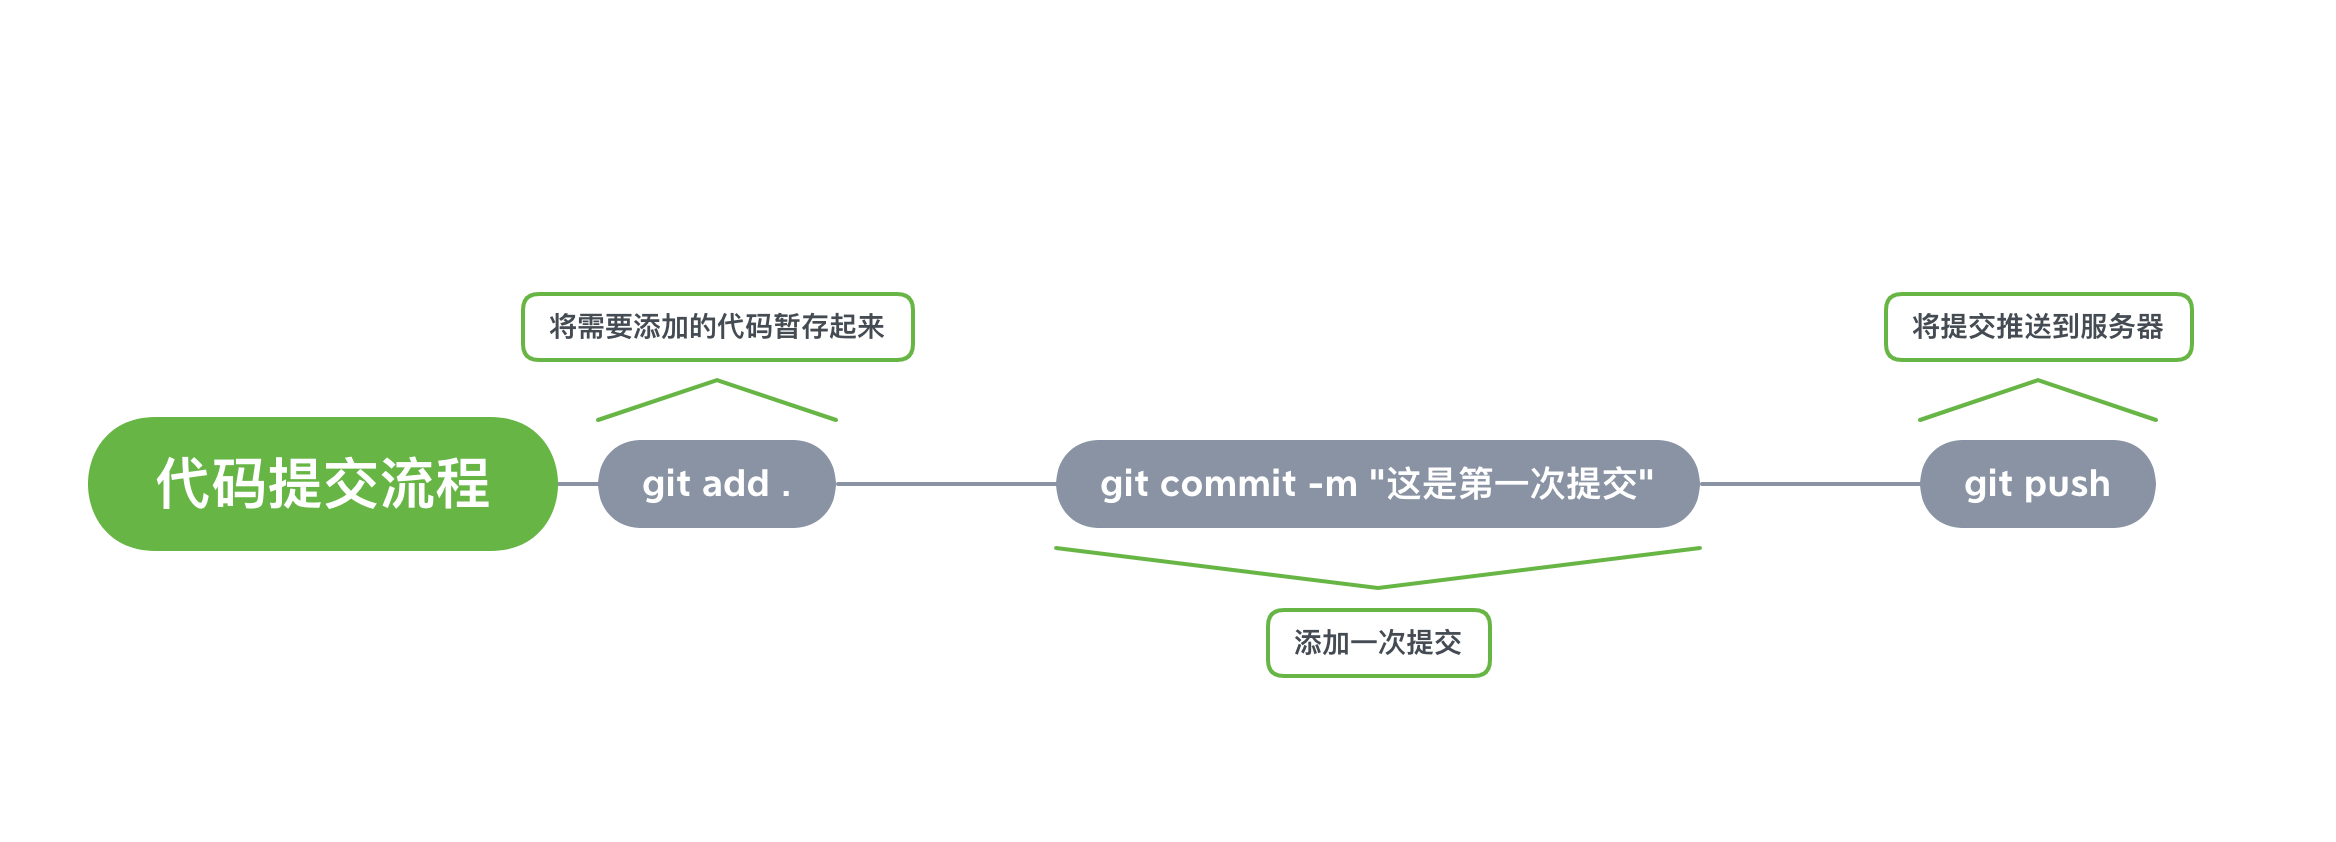 将需要添加的代码暂存起来
将提交推送到服务器
代码提交流程
git add .
git commit -m "这是第一次提交"
git push
添加一次提交